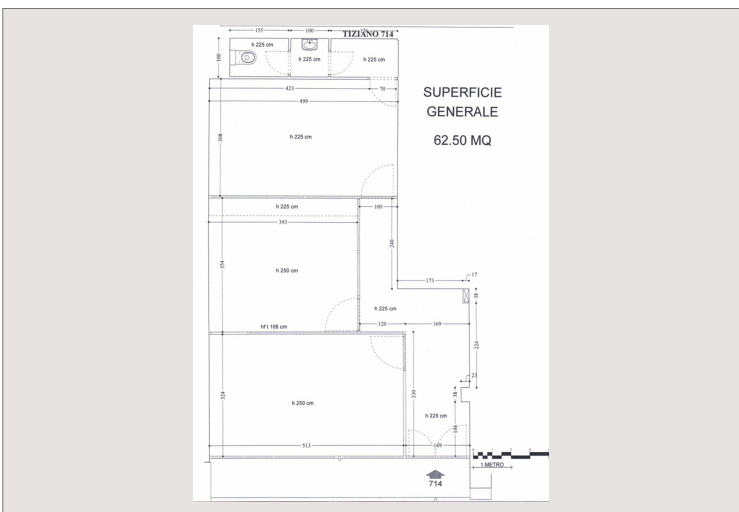 155
100
TIZIANO 714
h 225 cm
h 225 cm
h 225 cm
100
423
70
499
SUPERFICIE
GENERALE
62.50 MQ
308
h 225 cm
h 225 cm
100
393
240
354
h 250 cm
173
17
38
h 225 cm
120
169
hf't 108 cm
224
23
324
330
38
h 250 cm
h 225 cm
144
513
169
1 METRO
714